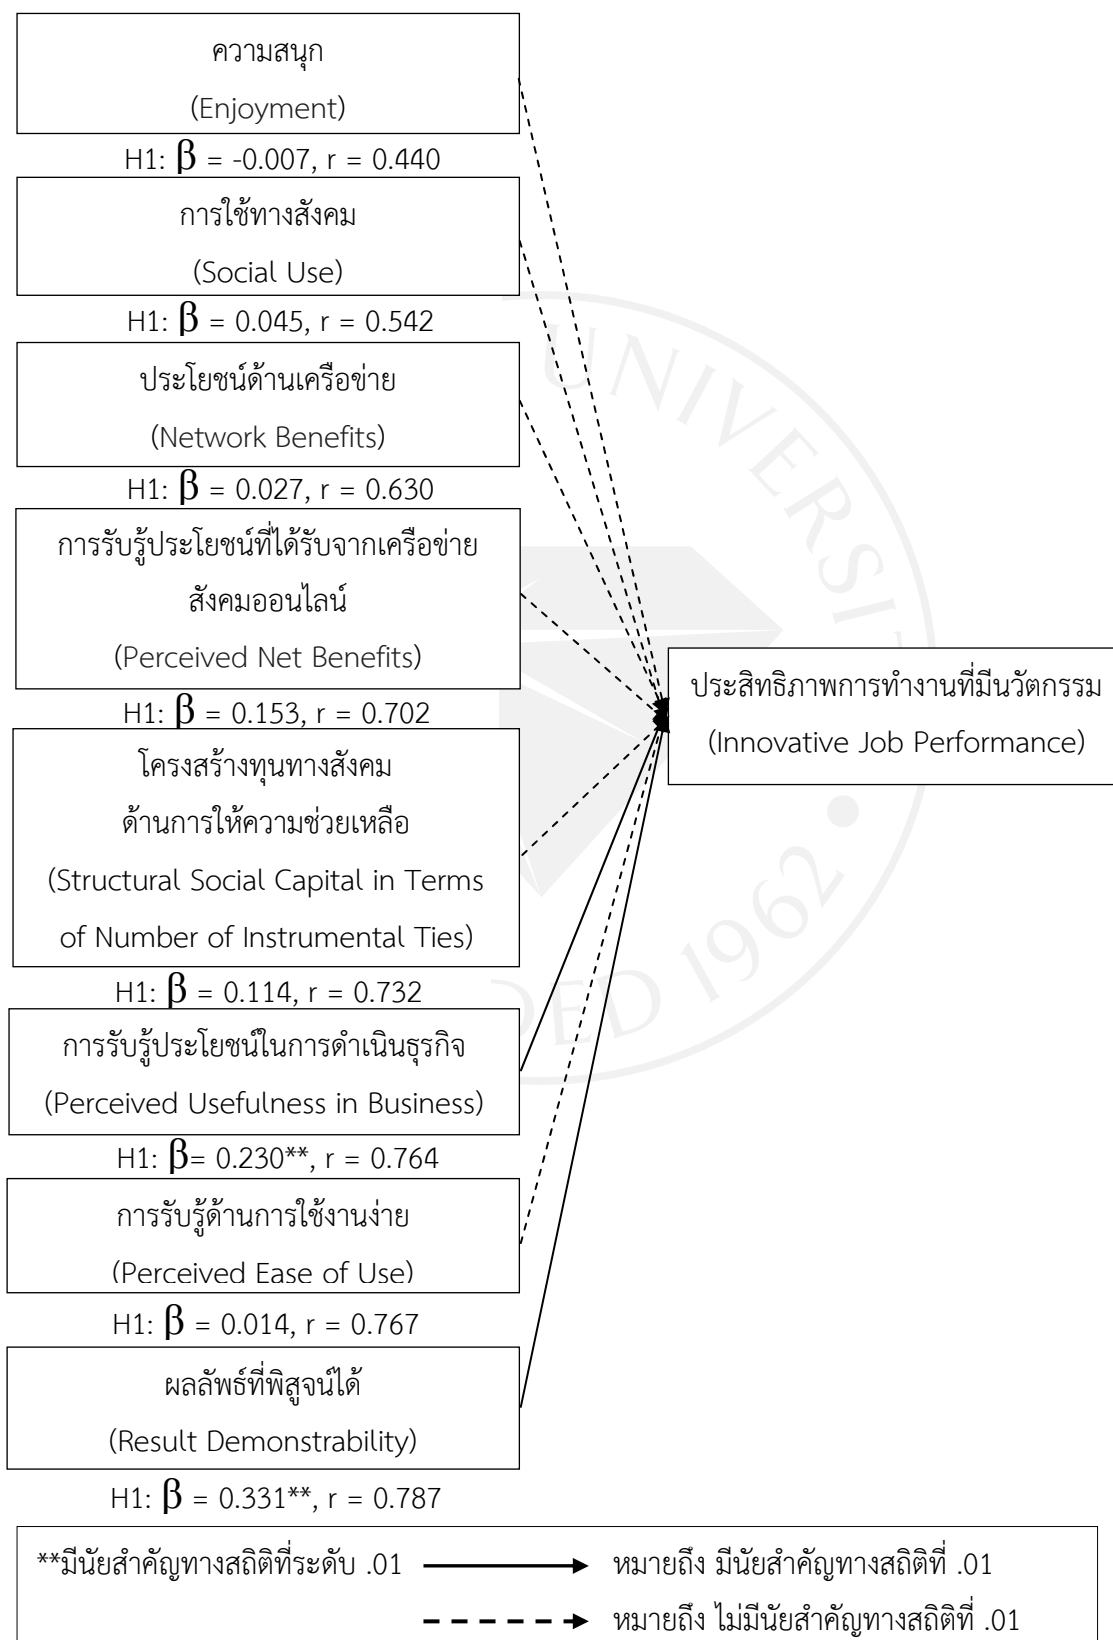 ความสนุก
(Enjoyment)
H1: β = -0.007, r = 0.440
การใช้ทางสังคม
(Social Use)
H1: β = 0.045, r = 0.542
ประโยชน์ด้านเครือข่าย
(Network Benefits)
H1: β = 0.027, r = 0.630
การรับรู้ประโยชน์ที่ได้รับจากเครือข่าย
สังคมออนไลน์
(Perceived Net Benefits)
H1: β = 0.153, r = 0.702
โครงสร้างทุนทางสังคม
ด้านการให้ความช่วยเหลือ
(Structural Social Capital in Terms
of Number of Instrumental Ties)
H1: β = 0.114, r = 0.732
การรับรู้ประโยชน์ในการดำเนินธุรกิจ
(Perceived Usefulness in Business)
H1: β= 0.230**, r = 0.764
การรับรู้ด้านการใช้งานง่าย
(Perceived Ease of Use)
H1: β = 0.014, r = 0.767
ผลลัพธ์ที่พิสูจน์ได้
(Result Demonstrability)
H1: β = 0.331**, r = 0.787
ประสิทธิภาพการทำงานที่มีนวัตกรรม
(Innovative Job Performance)
**มีนัยสำคัญทางสถิติที่ระดับ .01 หมายถึง มีนัยสำคัญทางสถิติที่ .01
หมายถึง ไม่มีนัยสำคัญทางสถิติที่ .01
UNIVERSI
DED 1962